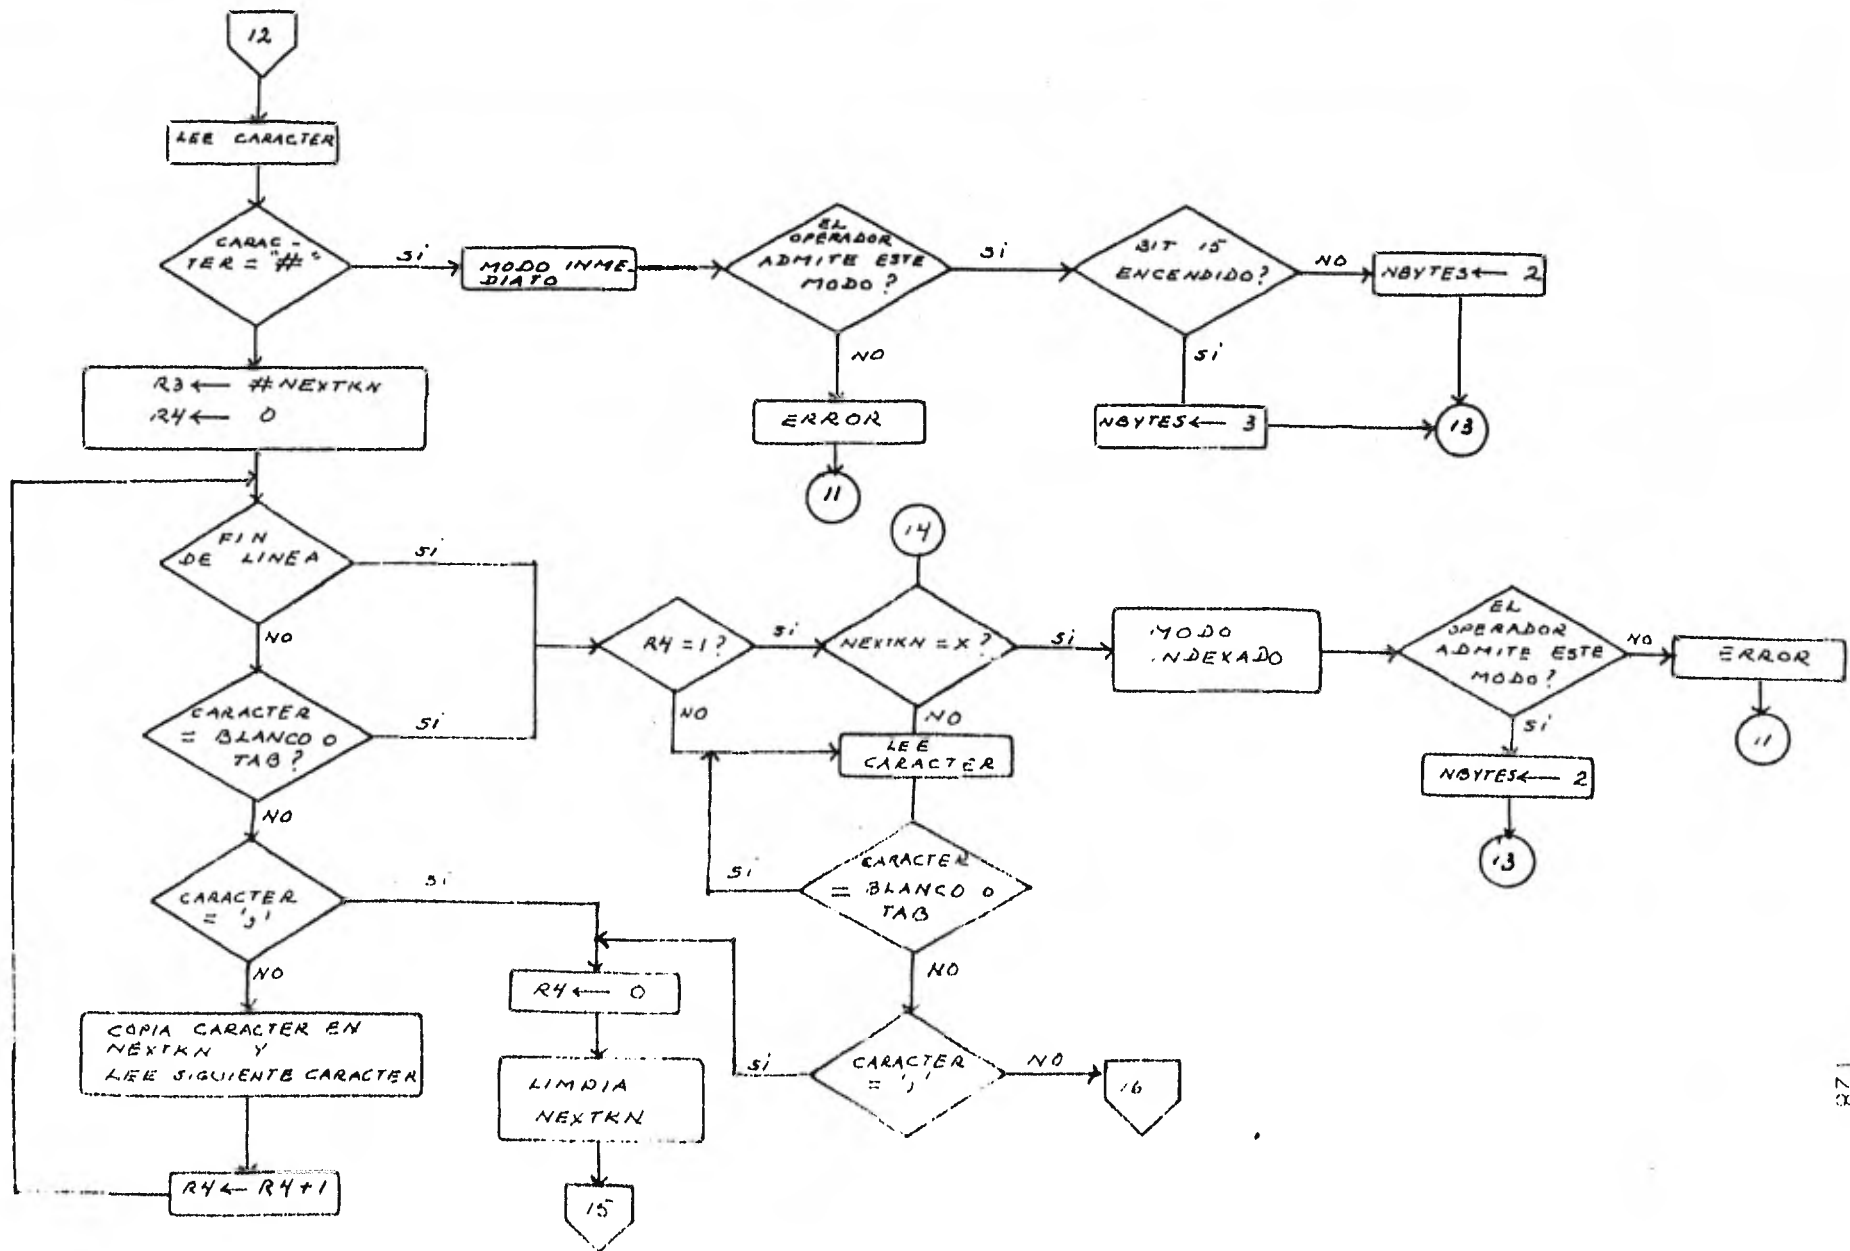 12
LEE CARACTER
CARAC-
TER = "#"
si
MODO INME-
DIATO
EL
OPERADOR
ADMITE ESTE
MODO?
si
BIT 15
ENCENDIDO?
NO
NBYTES ← 2
NO
si
R3 ← #NEXTKN
R4 ← 0
ERROR
NBYTES ← 3
13
11
14
FIN
DE LINEA
si
NO
R4 = 1?
si
NEXTKN = X?
si
MODO
INDEXADO
EL
OPERADOR
ADMITE ESTE
MODO?
NO
ERROR
CARACTER
= BLANCO O
TAB?
si
NO
NO
LEE
CARACTER
si
11
NBYTES ← 2
NO
CARACTER
= ','
si
si
CARACTER
= BLANCO O
TAB
13
NO
R4 ← 0
NO
COPIA CARACTER EN
NEXTKN Y
LEE SIGUIENTE CARACTER
LIMPIA
NEXTKN
si
CARACTER
= ','
NO
16
128
R4 ← R4+1
15